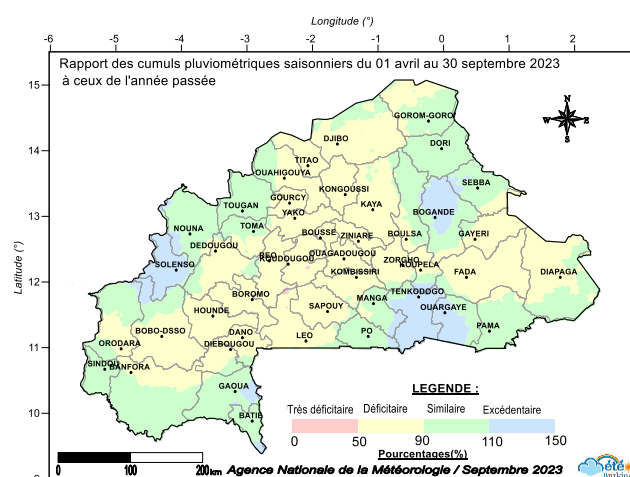 Longitude (°)
-6 -5 -4 -3 -2 -1 0 1 2
Rapport des cumuls pluviométriques saisonniers du 01 avril au 30 septembre 2023
à ceux de l'année passée
15
GOROM-GORO
DJIBO
DORI
14
TITAO
OUAHIGOUYA
SEBBA
KONGOUSSI
GOURCY
KAYA
TOUGAN
YAKO
BOGANDE
13
NOUNA
TOMA
BOUSSE
ZINIARE
BOULSA
GAYERI
DEDOUGOU
REO
OUAGADOUGOU
KOUDOUGOU
ZORGHO
KOUPELA
SOLENSO
KOMBISSIRI
FADA
DIAPAGA
12
Latitude (°)
BOROMO
TENKODOGO
MANGA
SAPOUY
OUARGAYE
HOUNDE
BOBO-DSSO
DANO
PO
PAMA
LEO
ORODARA
DIEBOUGOU
11
SINDOU
BANFORA
GAOUA
LEGENDE :
Très déficitaire Déficitaire Similaire Excédentaire
10
BATIE
0 50 90 110 150
Pourcentages(%)
0 100 200 km
Agence Nationale de la Météorologie / Septembre 2023
N
W E
S
météo
Burkina